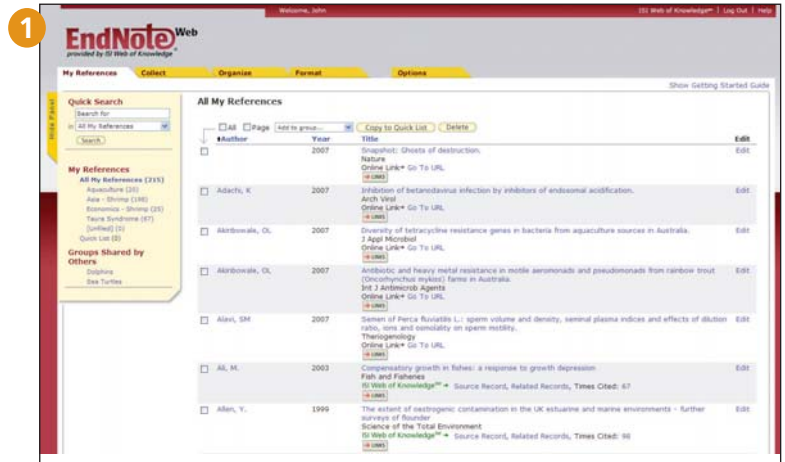 1
Welcome, John
ISI Web of Knowledge℠ | Log Out | Help
EndNote® Web
provided by ISI Web of Knowledge
My References Collect Organize Format Options
Show Getting Started Guide
Hide Panel
Quick Search
Search for
in All My References
Search
My References
All My References (215)
Aquaculture (25)
Asia - Shrimp (198)
Economics - Shrimp (25)
Taura Syndrome (67)
[Unfiled] (1)
Quick List (0)
Groups Shared by
Others
Dolphins
Sea Turtles
All My References
All Page Add to group... Copy to Quick List Delete
Author Year Title Edit
2007 Snapshot: Ghosts of destruction. Edit
Nature
Online Link➜ Go To URL
➜ LINKS
Adachi, K 2007 Inhibition of betanodavirus infection by inhibitors of endosomal acidification. Edit
Arch Virol
Online Link➜ Go To URL
➜ LINKS
Akinbowale, OL 2007 Diversity of tetracycline resistance genes in bacteria from aquaculture sources in Australia. Edit
J Appl Microbiol
Online Link➜ Go To URL
➜ LINKS
Akinbowale, OL 2007 Antibiotic and heavy metal resistance in motile aeromonads and pseudomonads from rainbow trout Edit
(Oncorhynchus mykiss) farms in Australia.
Int J Antimicrob Agents
Online Link➜ Go To URL
➜ LINKS
Alavi, SM 2007 Semen of Perca fluviatilis L.: sperm volume and density, seminal plasma indices and effects of dilution Edit
ratio, ions and osmolality on sperm motility.
Theriogenology
Online Link➜ Go To URL
➜ LINKS
Ali, M. 2003 Compensatory growth in fishes: a response to growth depression Edit
Fish and Fisheries
ISI Web of Knowledge℠ ➜ Source Record, Related Records, Times Cited: 67
➜ LINKS
Allen, Y. 1999 The extent of oestrogenic contamination in the UK estuarine and marine environments - further Edit
surveys of flounder
Science of the Total Environment
ISI Web of Knowledge℠ ➜ Source Record, Related Records, Times Cited: 98
➜ LINKS